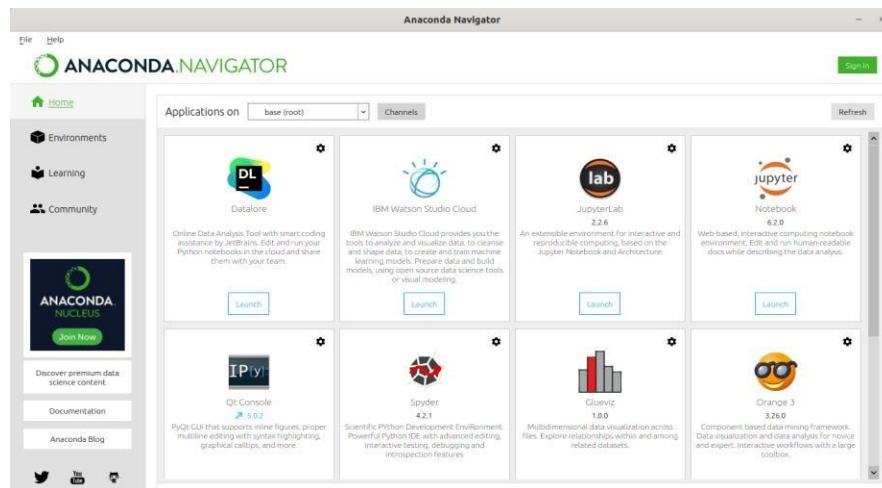 Anaconda Navigator
File Help
ANACONDA.NAVIGATOR
Sign in
Home
Environments
Learning
Community
ANACONDA.
NUCLEUS
Join Now
Discover premium data
science content
Documentation
Anaconda Blog
You
Tube
Applications on base (root) Channels Refresh
DL
Datalore
Online Data Analysis Tool with smart coding
assistance by JetBrains. Edit and run your
Python notebooks in the cloud and share
them with your team.
Launch
IBM Watson Studio Cloud
IBM Watson Studio Cloud provides you the
tools to analyze and visualize data, to cleanse
and shape data, to create and train machine
learning models. Prepare data and build
models, using open source data science tools
or visual modeling.
Launch
lab
JupyterLab
2.2.6
An extensible environment for interactive and
reproducible computing, based on the
Jupyter Notebook and Architecture.
Launch
jupyter
Notebook
6.2.0
Web-based, interactive computing notebook
environment. Edit and run human-readable
docs while describing the data analysis.
Launch
IP[y]:
Qt Console
5.0.2
PyQt GUI that supports inline figures, proper
multiline editing with syntax highlighting,
graphical calltips, and more.
Spyder
4.2.1
Scientific PYthon Development EnviRonment.
Powerful Python IDE with advanced editing,
interactive testing, debugging and
introspection features
Glueviz
1.0.0
Multidimensional data visualization across
files. Explore relationships within and among
related datasets.
Orange 3
3.26.0
Component based data mining framework.
Data visualization and data analysis for novice
and expert. Interactive workflows with a large
toolbox.